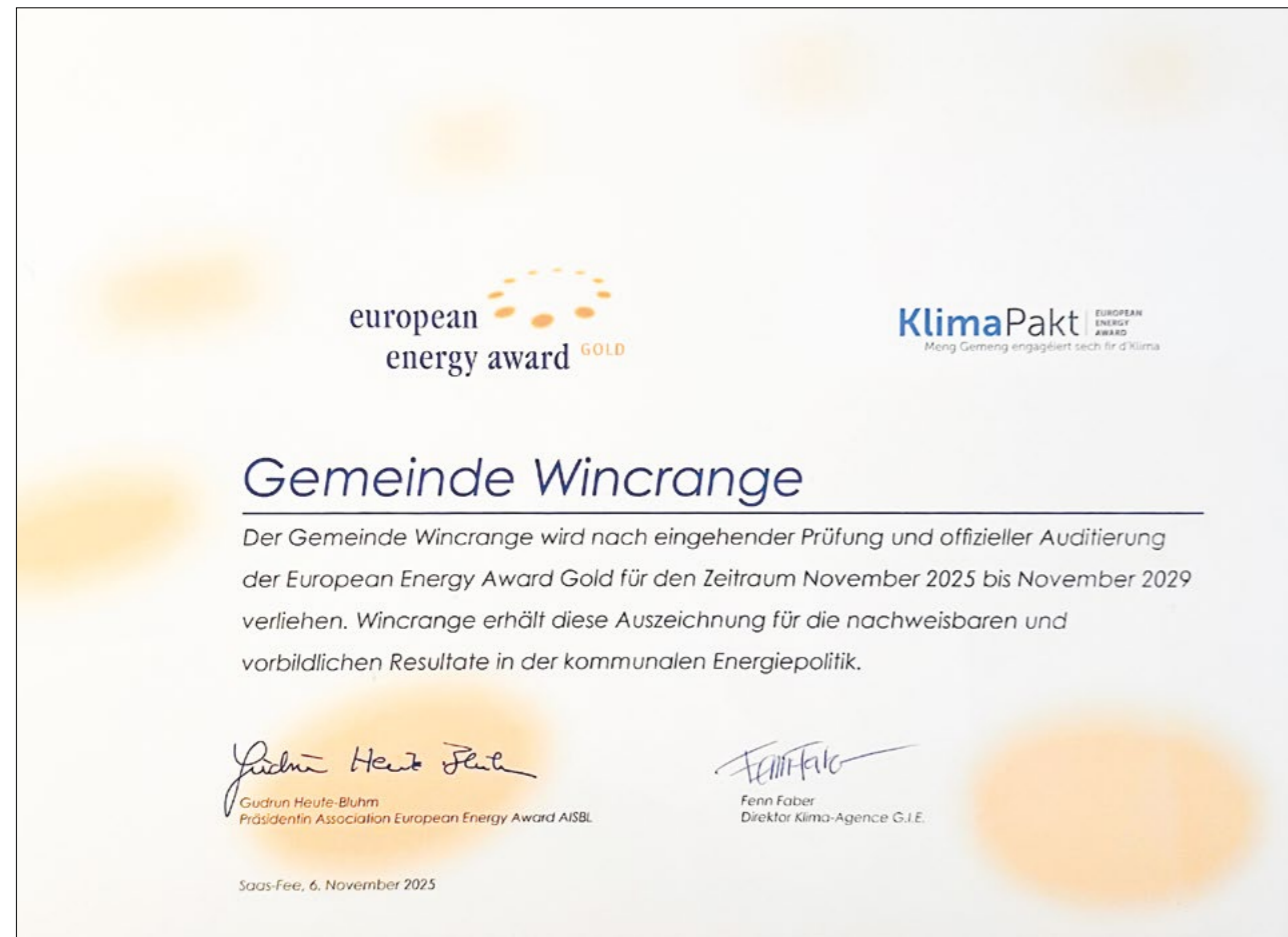 european
energy award GOLD
KlimaPakt
EUROPEAN
ENERGY
AWARD
Meng Gemeng engagéiert sech fir d'Klima
Gemeinde Wincrange
Der Gemeinde Wincrange wird nach eingehender Prüfung und offizieller Auditierung
der European Energy Award Gold für den Zeitraum November 2025 bis November 2029
verliehen. Wincrange erhält diese Auszeichnung für die nachweisbaren und
vorbildlichen Resultate in der kommunalen Energiepolitik.
Gudrun Heute-Bluhm
Gudrun Heute-Bluhm
Präsidentin Association European Energy Award AISBL
Fenn Faber
Direktor Klima-Agence G.I.E.
Saas-Fee, 6. November 2025